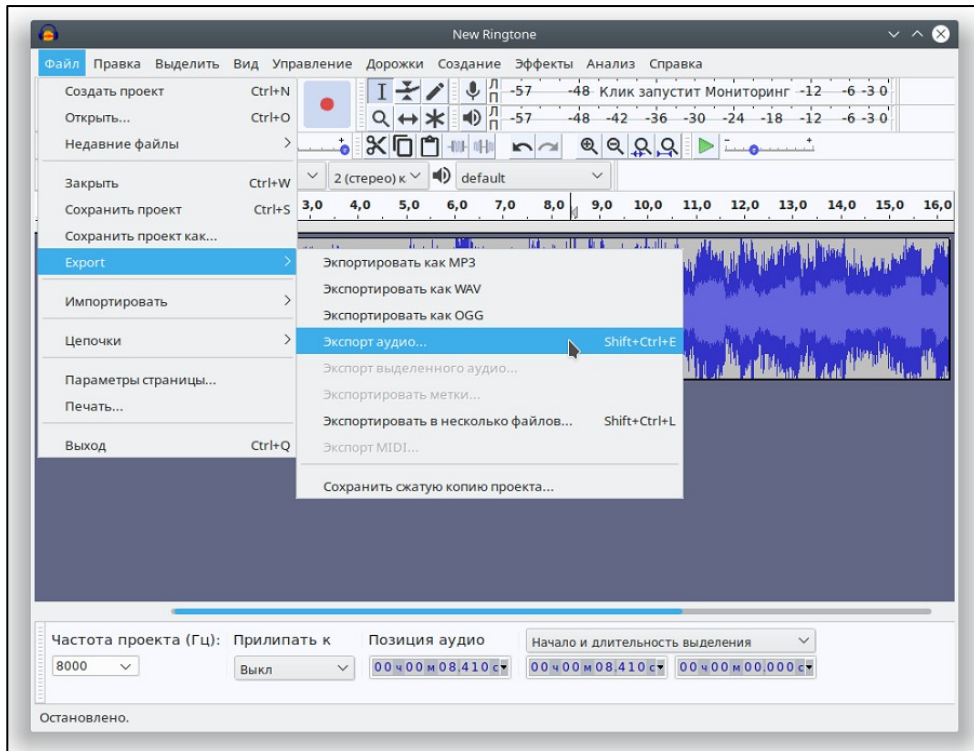 New Ringtone
Файл Правка Выделить Вид Управление Дорожки Создание Эффекты Анализ Справка
Создать проект Ctrl+N
Открыть... Ctrl+O
Недавние файлы
Закрыть Ctrl+W
Сохранить проект Ctrl+S
Сохранить проект как...
Export
Импортировать
Цепочки
Параметры страницы...
Печать...
Выход Ctrl+Q
Л П -57 -48 Клик запустит Мониторинг -12 -6 -3 0
Л П -57 -48 -42 -36 -30 -24 -18 -12 -6 -3 0
2 (стерео) к default
3,0 4,0 5,0 6,0 7,0 8,0 9,0 10,0 11,0 12,0 13,0 14,0 15,0 16,0
Экпортировать как MP3
Экспортировать как WAV
Экспортировать как OGG
Экспорт аудио... Shift+Ctrl+E
Экспорт выделенного аудио...
Экспортировать метки...
Экспортировать в несколько файлов... Shift+Ctrl+L
Экспорт MIDI...
Сохранить сжатую копию проекта...
Частота проекта (Гц): Прилипать к Позиция аудио Начало и длительность выделения
8000 Выкл 00 ч 00 м 08.410 с 00 ч 00 м 08.410 с 00 ч 00 м 00.000 с
Остановлено.